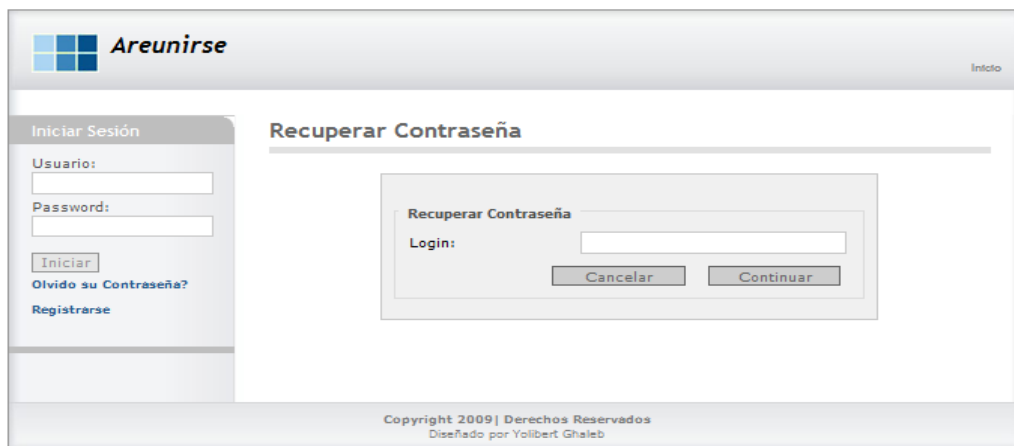 Areunirse
Inicio
Iniciar Sesión
Usuario:
Password:
Iniciar
Olvido su Contraseña?
Registrarse
Recuperar Contraseña
Recuperar Contraseña
Login:
Cancelar Continuar
Copyright 2009| Derechos Reservados
Diseñado por Yolibert Ghaleb